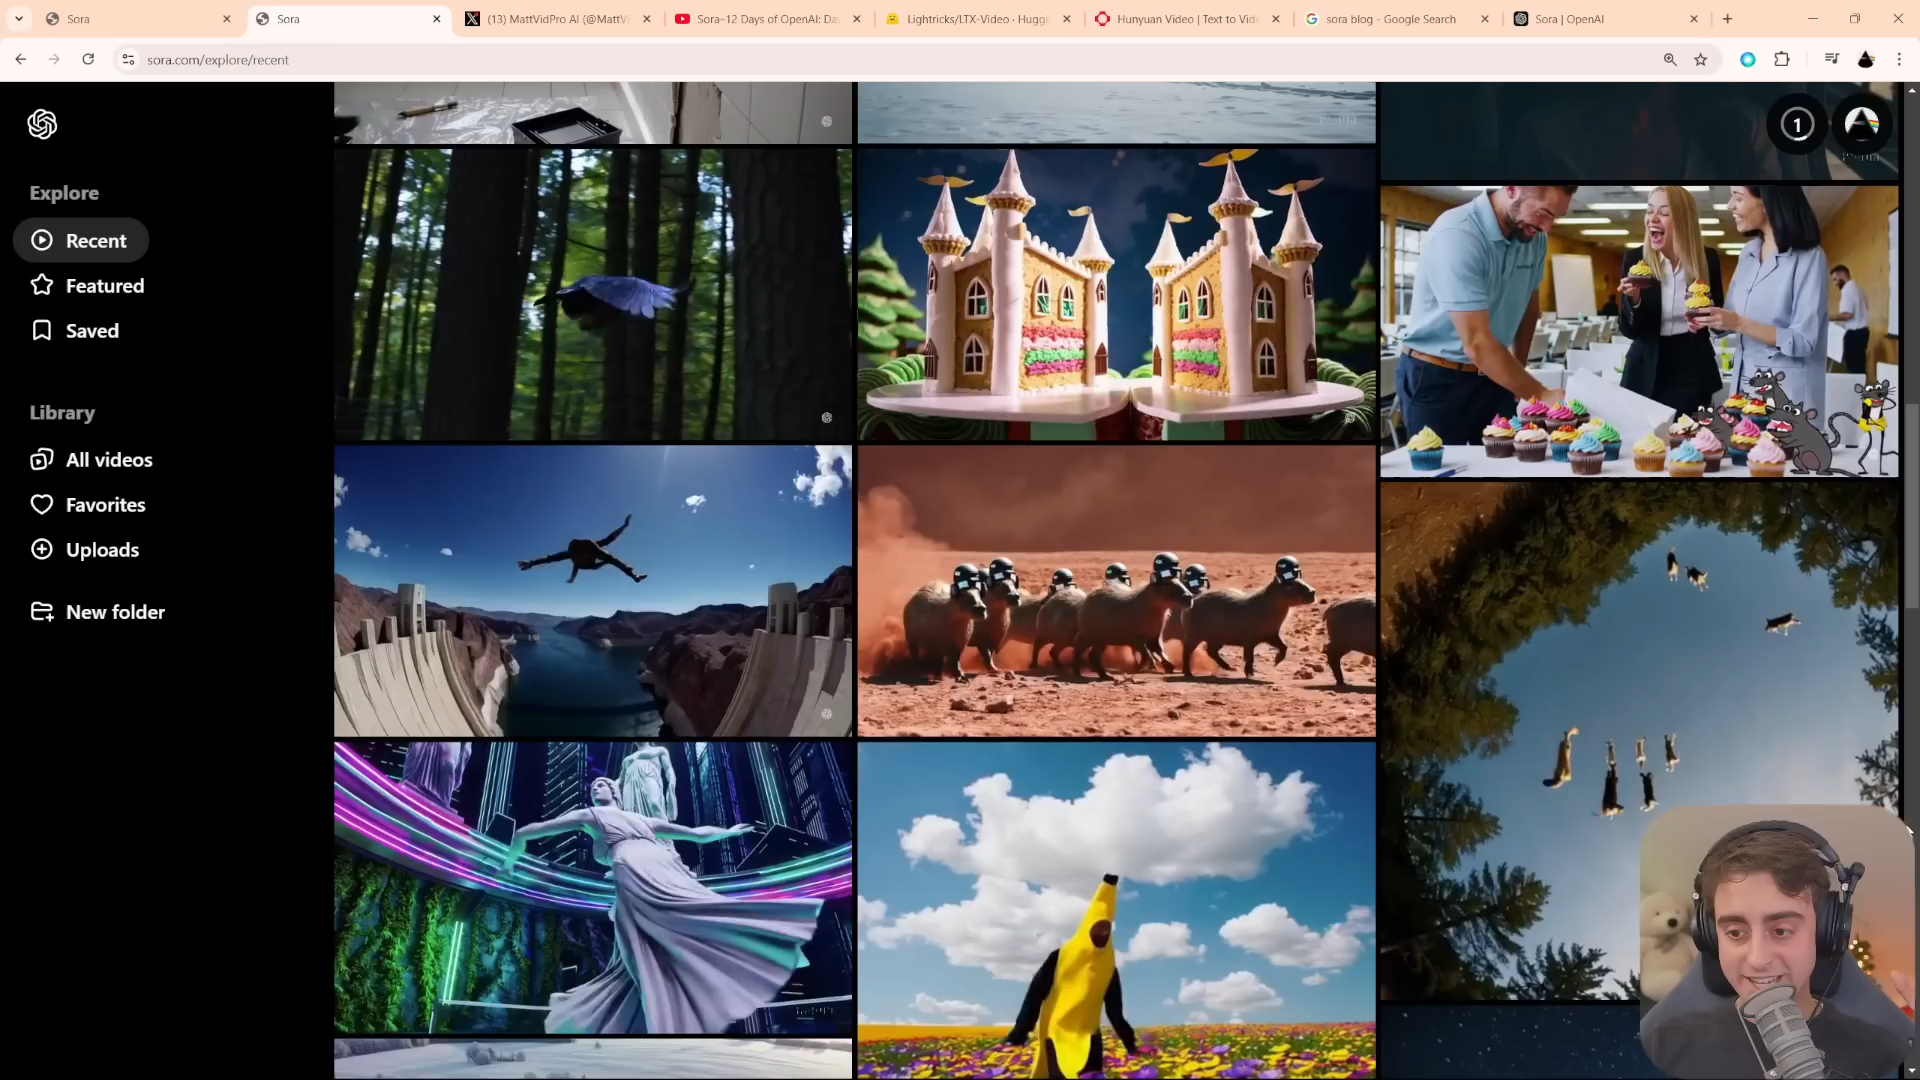 Sora
Sora
(13) MattVidPro AI (@MattVi
Sora–12 Days of OpenAI: Da
Lightricks/LTX-Video · Huggi
Hunyuan Video | Text to Vid
sora blog - Google Search
Sora | OpenAI
sora.com/explore/recent
1
Explore
Recent
Featured
Saved
Library
All videos
Favorites
Uploads
New folder